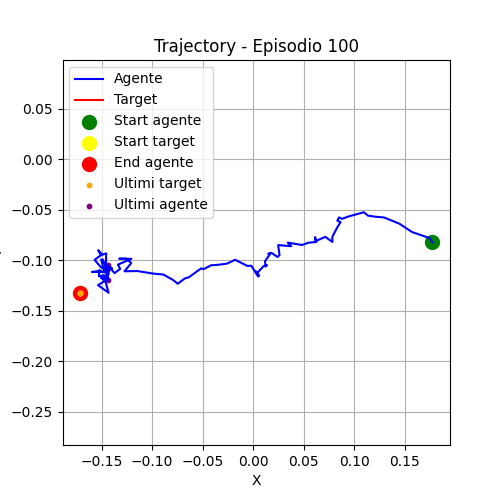 Trajectory - Episodio 100
Agente
Target
Start agente
Start target
End agente
Ultimi target
Ultimi agente
0.05
0.00
−0.05
−0.10
−0.15
−0.20
−0.25
−0.15
−0.10
−0.05
0.00
0.05
0.10
0.15
X